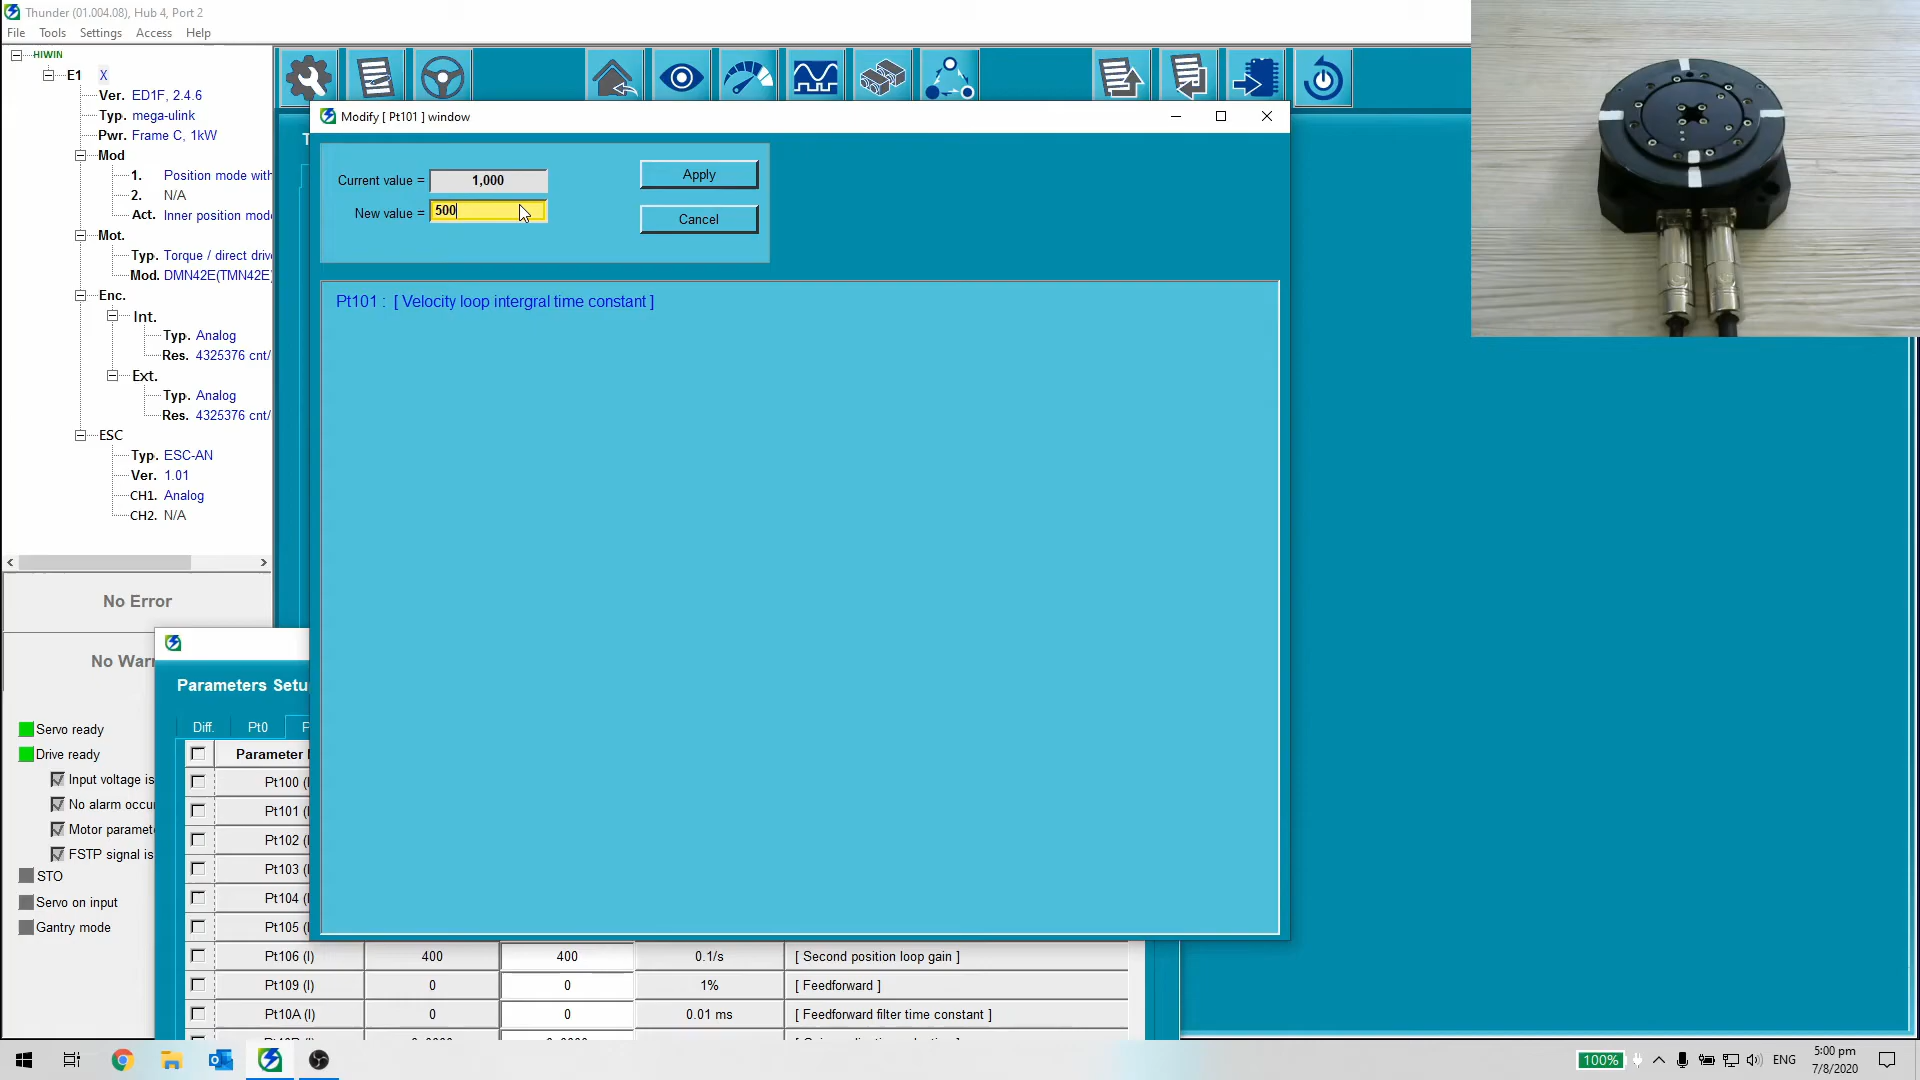 Thunder (01.004.08), Hub 4, Port 2
File Tools Settings Access Help
HIWIN
E1 X
Ver. ED1F, 2.4.6
Typ. mega-ulink
Pwr. Frame C, 1kW
Mod
1. Position mode with
2. N/A
Act. Inner position mod
Mot.
Typ. Torque / direct driv
Mod. DMN42E(TMN42E)
Enc.
Int.
Typ. Analog
Res. 4325376 cnt/
Ext.
Typ. Analog
Res. 4325376 cnt/
ESC
Typ. ESC-AN
Ver. 1.01
CH1. Analog
CH2. N/A
No Error
No Warn
Servo ready
Drive ready
Input voltage is
No alarm occu
Motor paramet
FSTP signal is
STO
Servo on input
Gantry mode
Modify [ Pt101 ] window
Current value = 1,000
Apply
New value = 500
Cancel
Pt101 : [ Velocity loop intergral time constant ]
Parameters Setu
Diff. Pt0
Parameter
Pt100
Pt101
Pt102
Pt103
Pt104
Pt105
Pt106 (I) 400 400 0.1/s [ Second position loop gain ]
Pt109 (I) 0 0 1% [ Feedforward ]
Pt10A (I) 0 0 0.01 ms [ Feedforward filter time constant ]
100% ENG 5:00 pm
7/8/2020